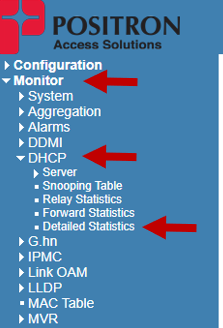 POSITRON
Access Solutions
Configuration
Monitor
System
Aggregation
Alarms
DDMI
DHCP
Server
Snooping Table
Relay Statistics
Forward Statistics
Detailed Statistics
G.hn
IPMC
Link OAM
LLDP
MAC Table
MVR